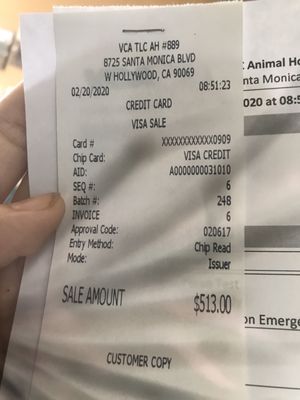 VCA TLC AH #889
8725 SANTA MONICA BLVD
W HOLLYWOOD, CA 90069
02/20/2020 08:51:23
CREDIT CARD
VISA SALE
Card # XXXXXXXXXXXX0909
Chip Card: VISA CREDIT
AID: A0000000031010
SEQ #: 6
Batch #: 248
INVOICE 6
Approval Code: 020617
Entry Method: Chip Read
Mode: Issuer
SALE AMOUNT $513.00
CUSTOMER COPY
Animal Ho
nta Monica
020 at 08:5
on Emerge